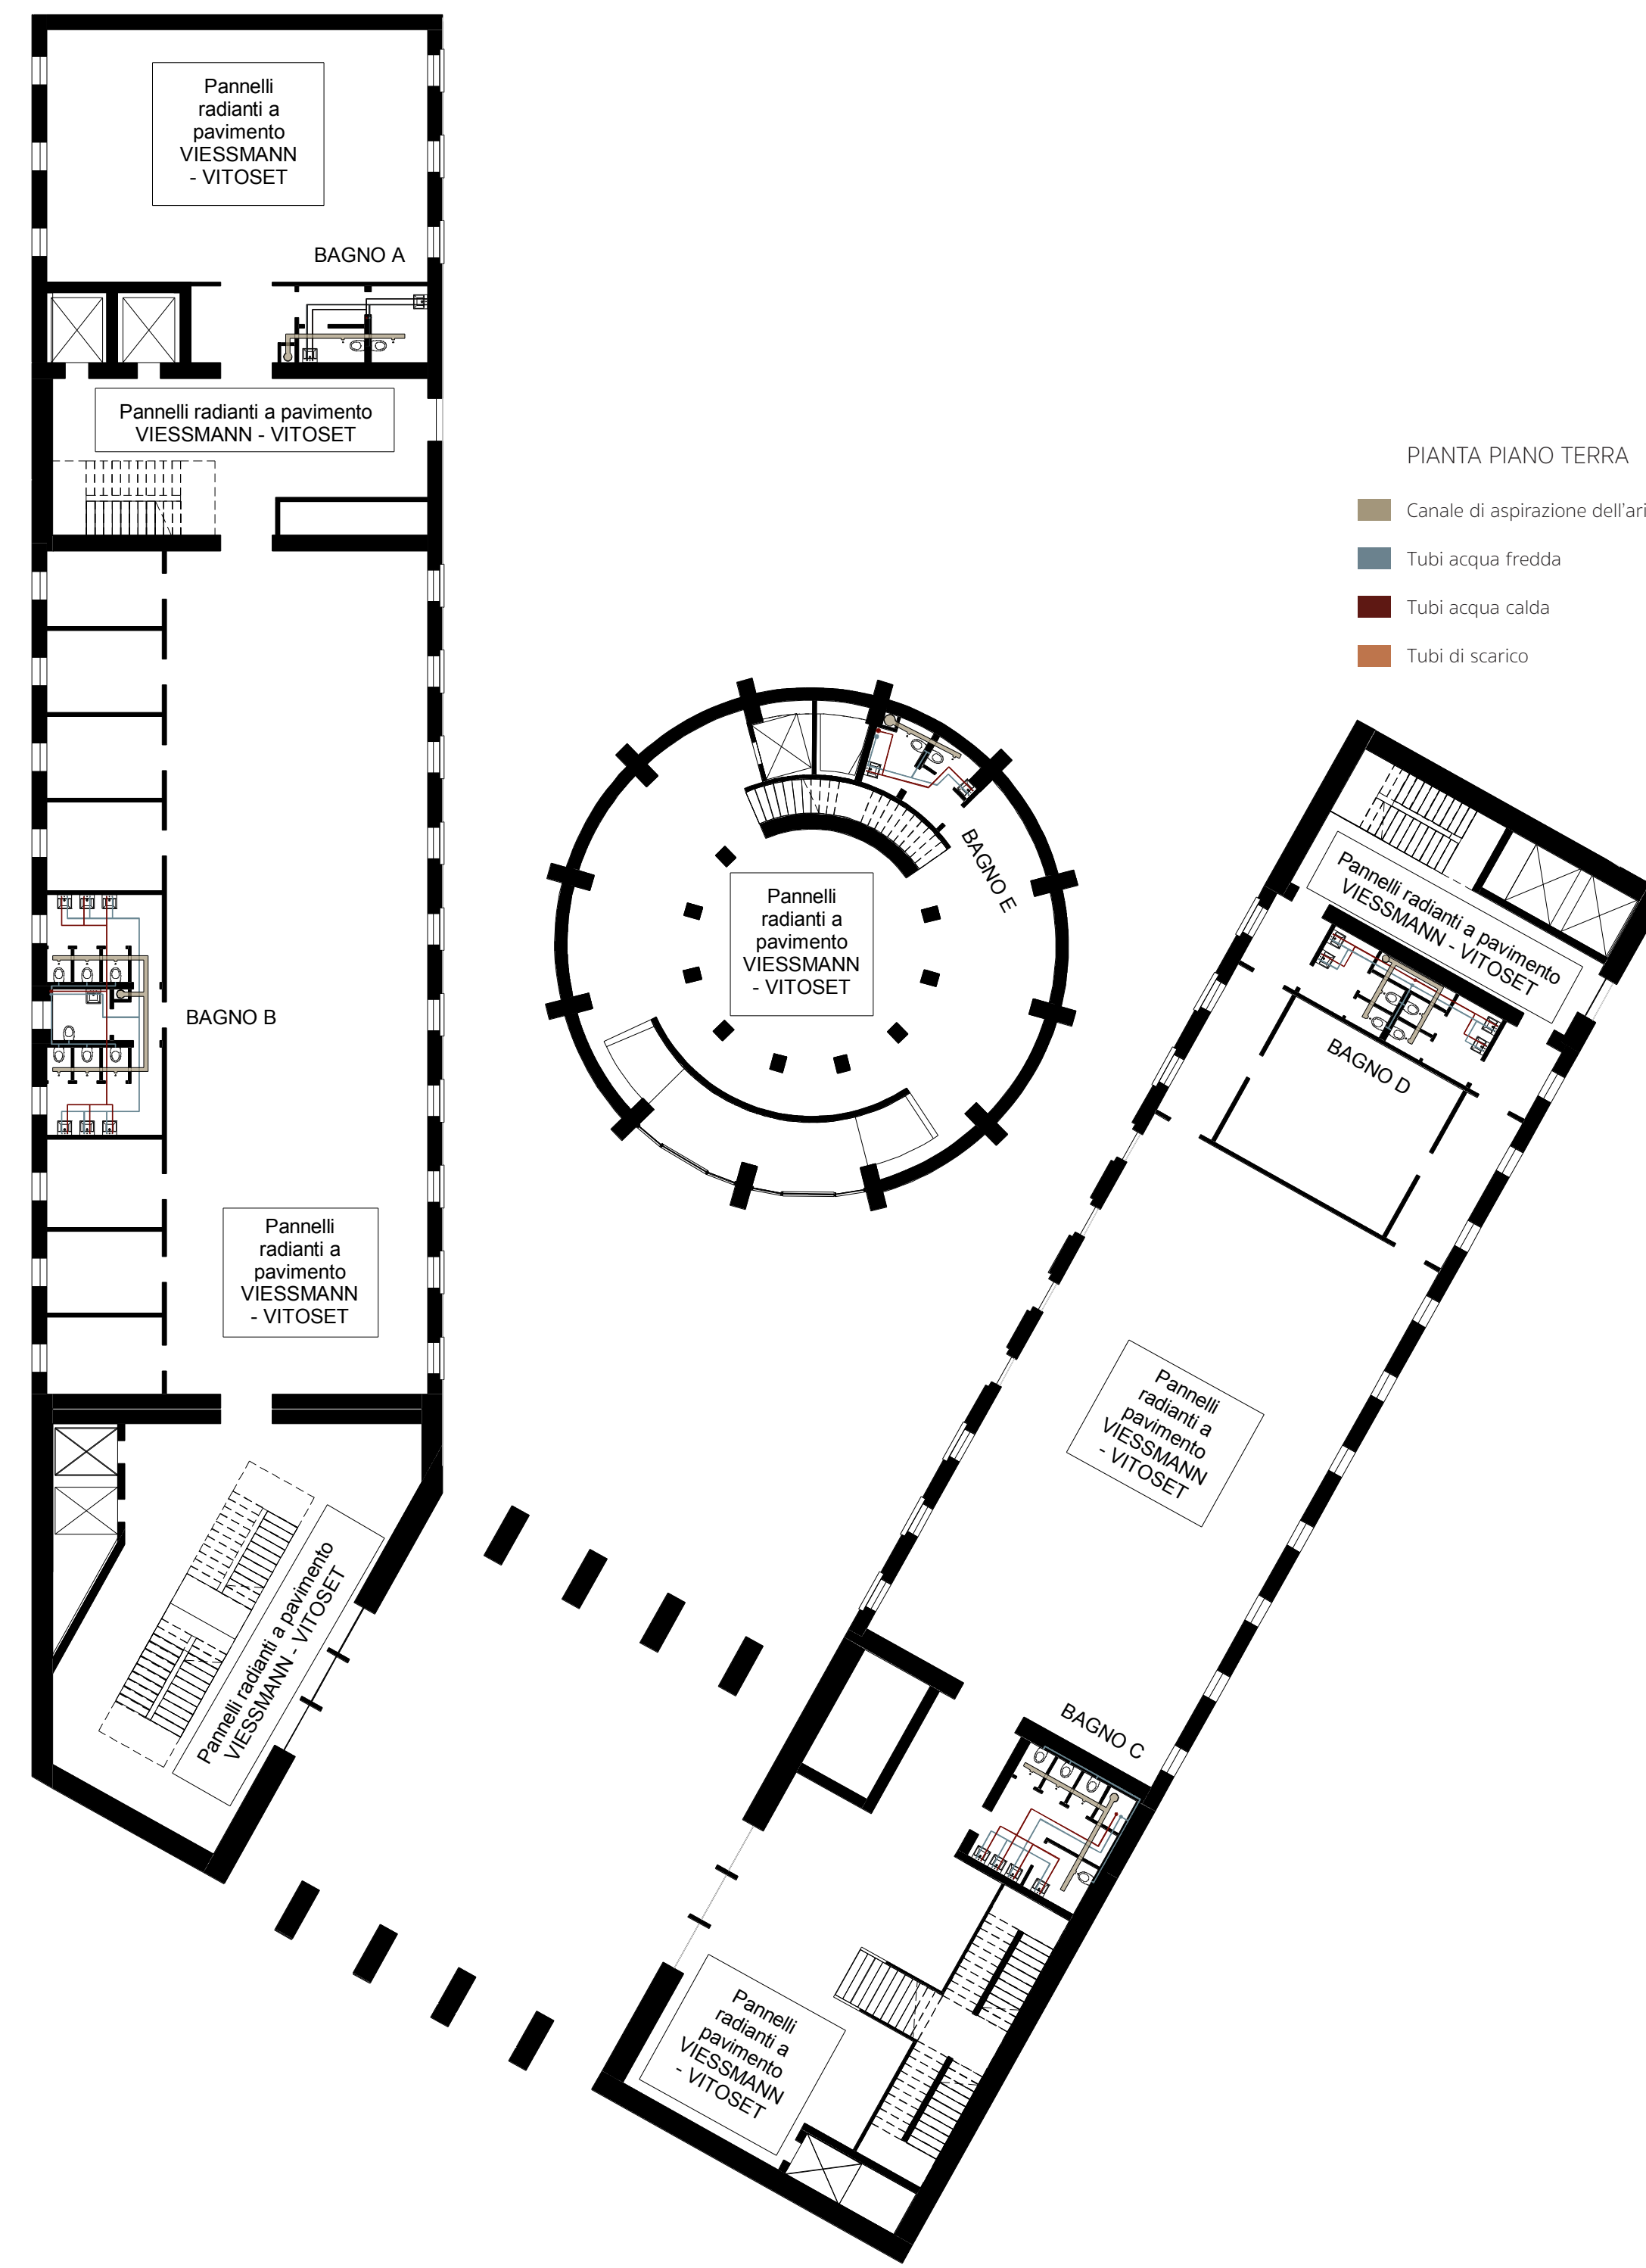 Pannelli
radianti a
pavimento
VIESSMANN
- VITOSET
BAGNO A
Pannelli radianti a pavimento
VIESSMANN - VITOSET
PIANTA PIANO TERRA
Canale di aspirazione dell'ari
Tubi acqua fredda
Tubi acqua calda
Tubi di scarico
BAGNO E
Pannelli
radianti a
pavimento
VIESSMANN
- VITOSET
Pannelli radianti a pavimento
VIESSMANN - VITOSET
BAGNO D
BAGNO B
Pannelli
radianti a
pavimento
VIESSMANN
- VITOSET
Pannelli
radianti a
pavimento
VIESSMANN
- VITOSET
Pannelli radianti a pavimento
VIESSMANN - VITOSET
BAGNO C
Pannelli
radianti a
pavimento
VIESSMANN
- VITOSET